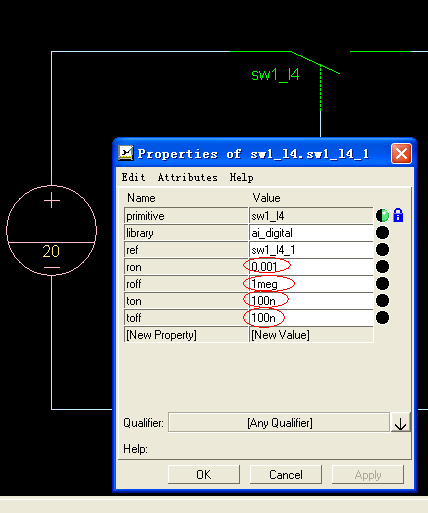 sw1_l4
Properties of sw1_l4.sw1_l4_1
Edit Attributes Help
Name Value
primitive sw1_l4
library ai_digital
ref sw1_l4_1
ron 0.001
roff 1meg
ton 100n
toff 100n
[New Property] [New Value]
20
Qualifier: [Any Qualifier]
Help:
OK Cancel Apply